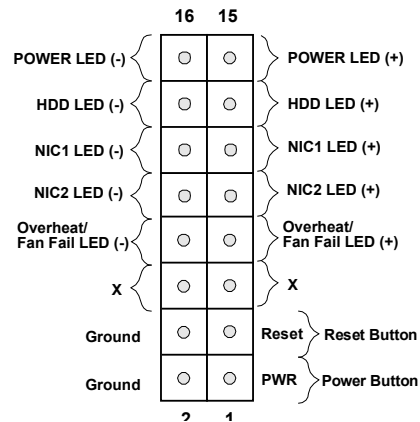 16 15
POWER LED (-) POWER LED (+)
HDD LED (-) HDD LED (+)
NIC1 LED (-) NIC1 LED (+)
NIC2 LED (-) NIC2 LED (+)
Overheat/ Overheat/
Fan Fail LED (-) Fan Fail LED (+)
X X
Ground Reset Reset Button
Ground PWR Power Button
2 1